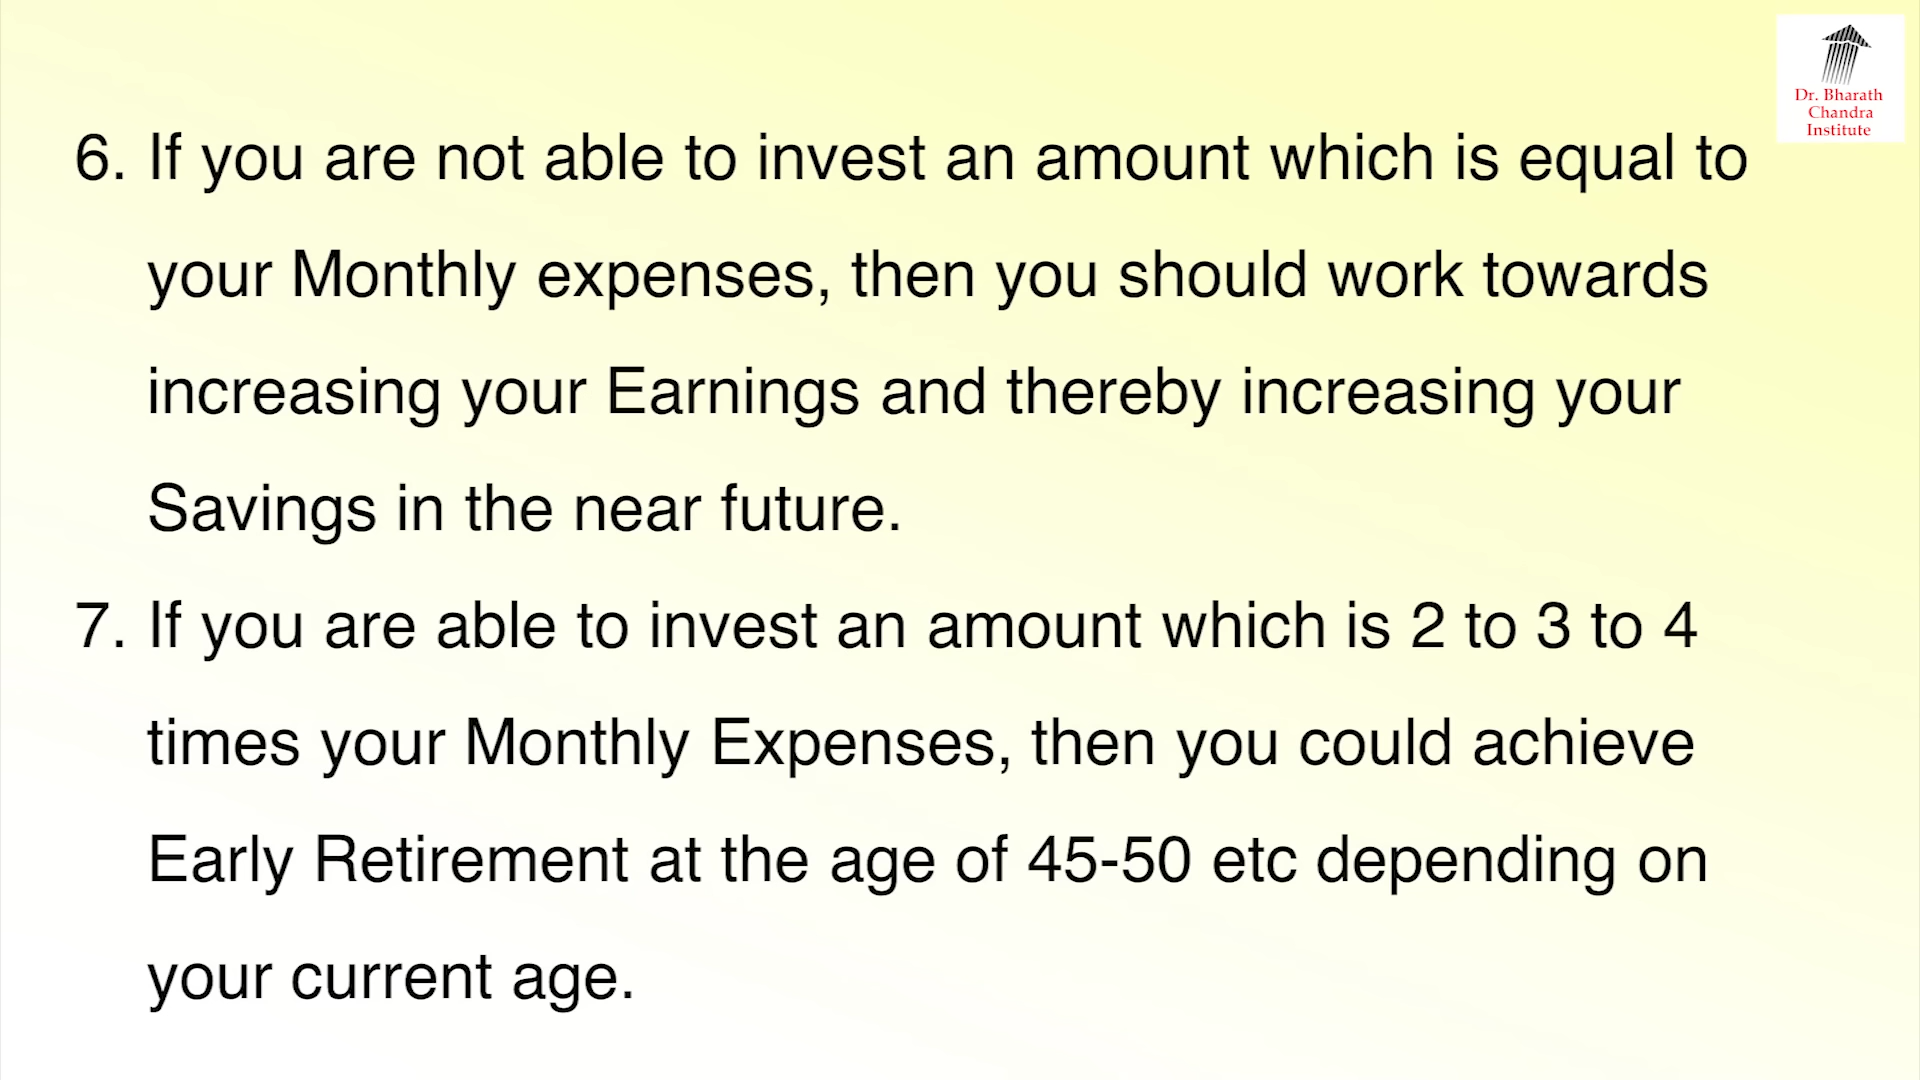 Dr. Bharath
Chandra
Institute
6. If you are not able to invest an amount which is equal to
your Monthly expenses, then you should work towards
increasing your Earnings and thereby increasing your
Savings in the near future.
7. If you are able to invest an amount which is 2 to 3 to 4
times your Monthly Expenses, then you could achieve
Early Retirement at the age of 45-50 etc depending on
your current age.